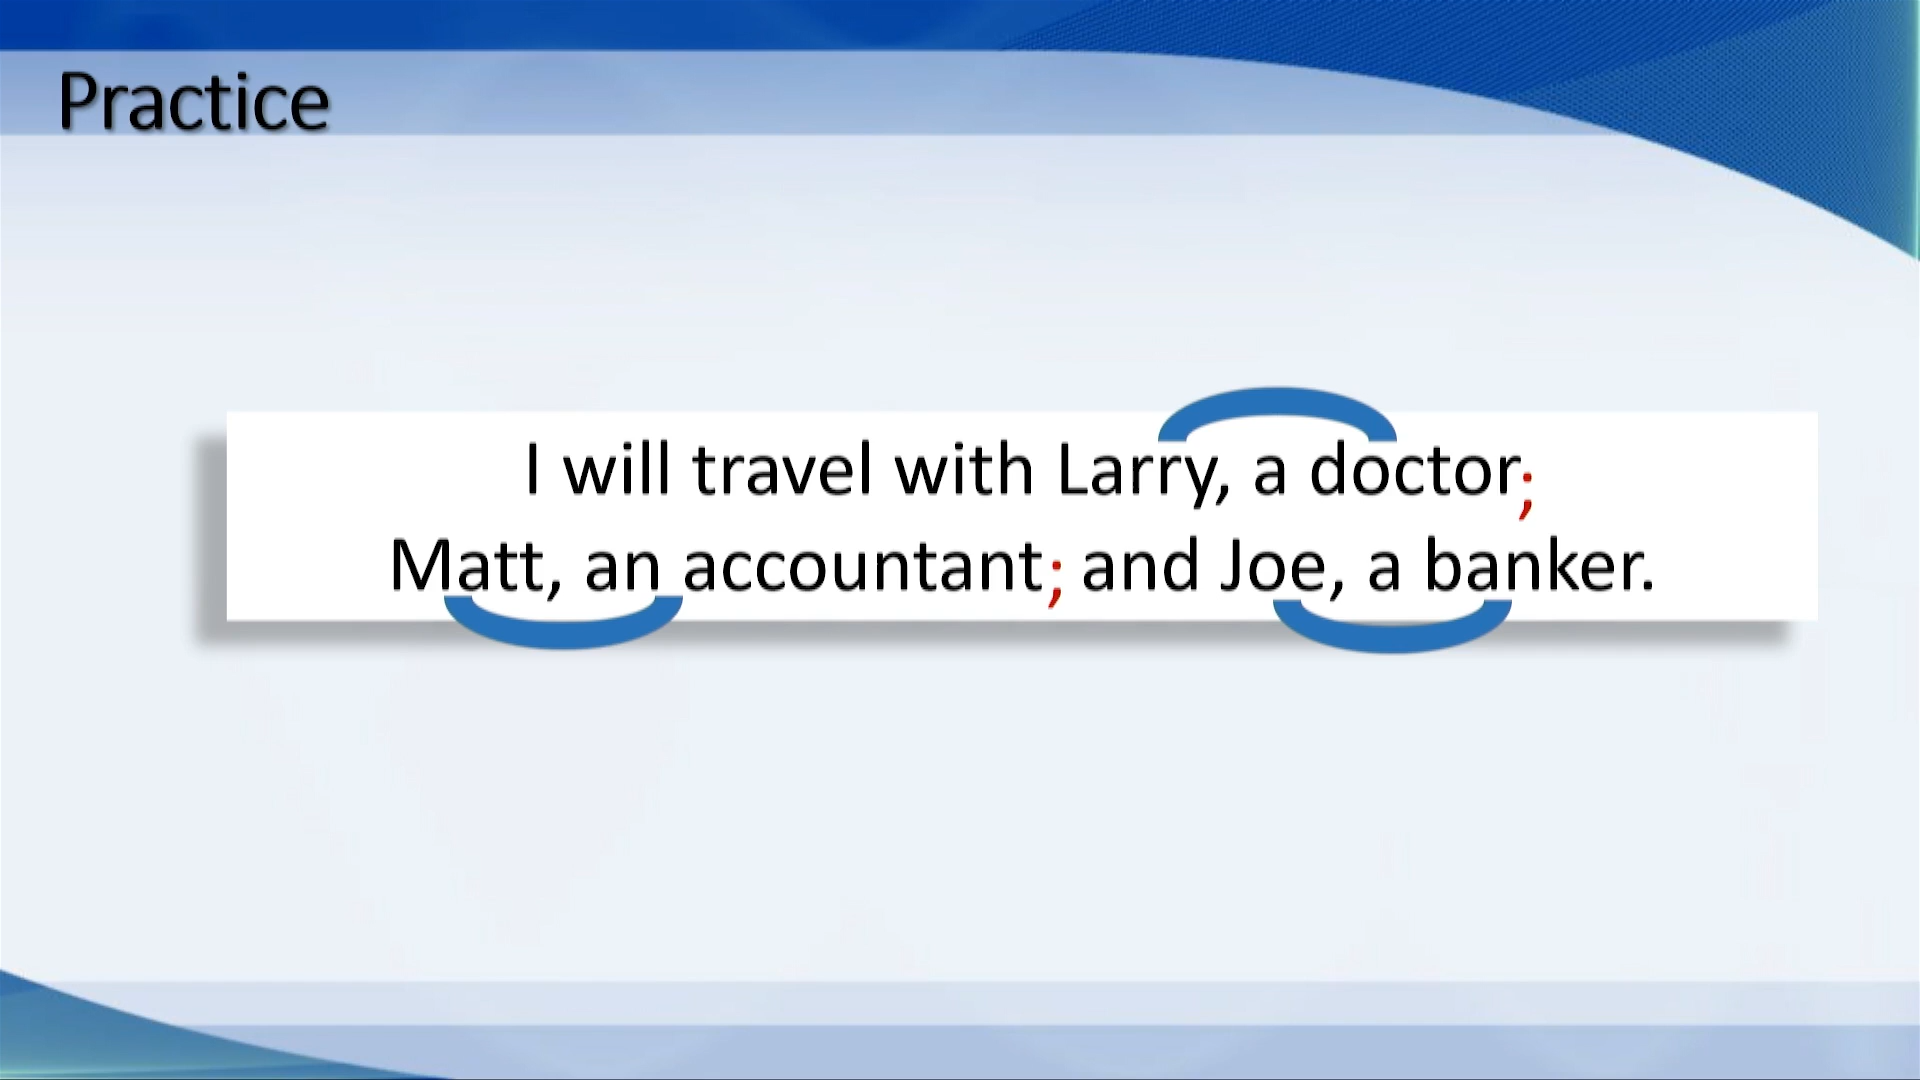 Practice
I will travel with Larry, a doctor;
Matt, an accountant; and Joe, a banker.